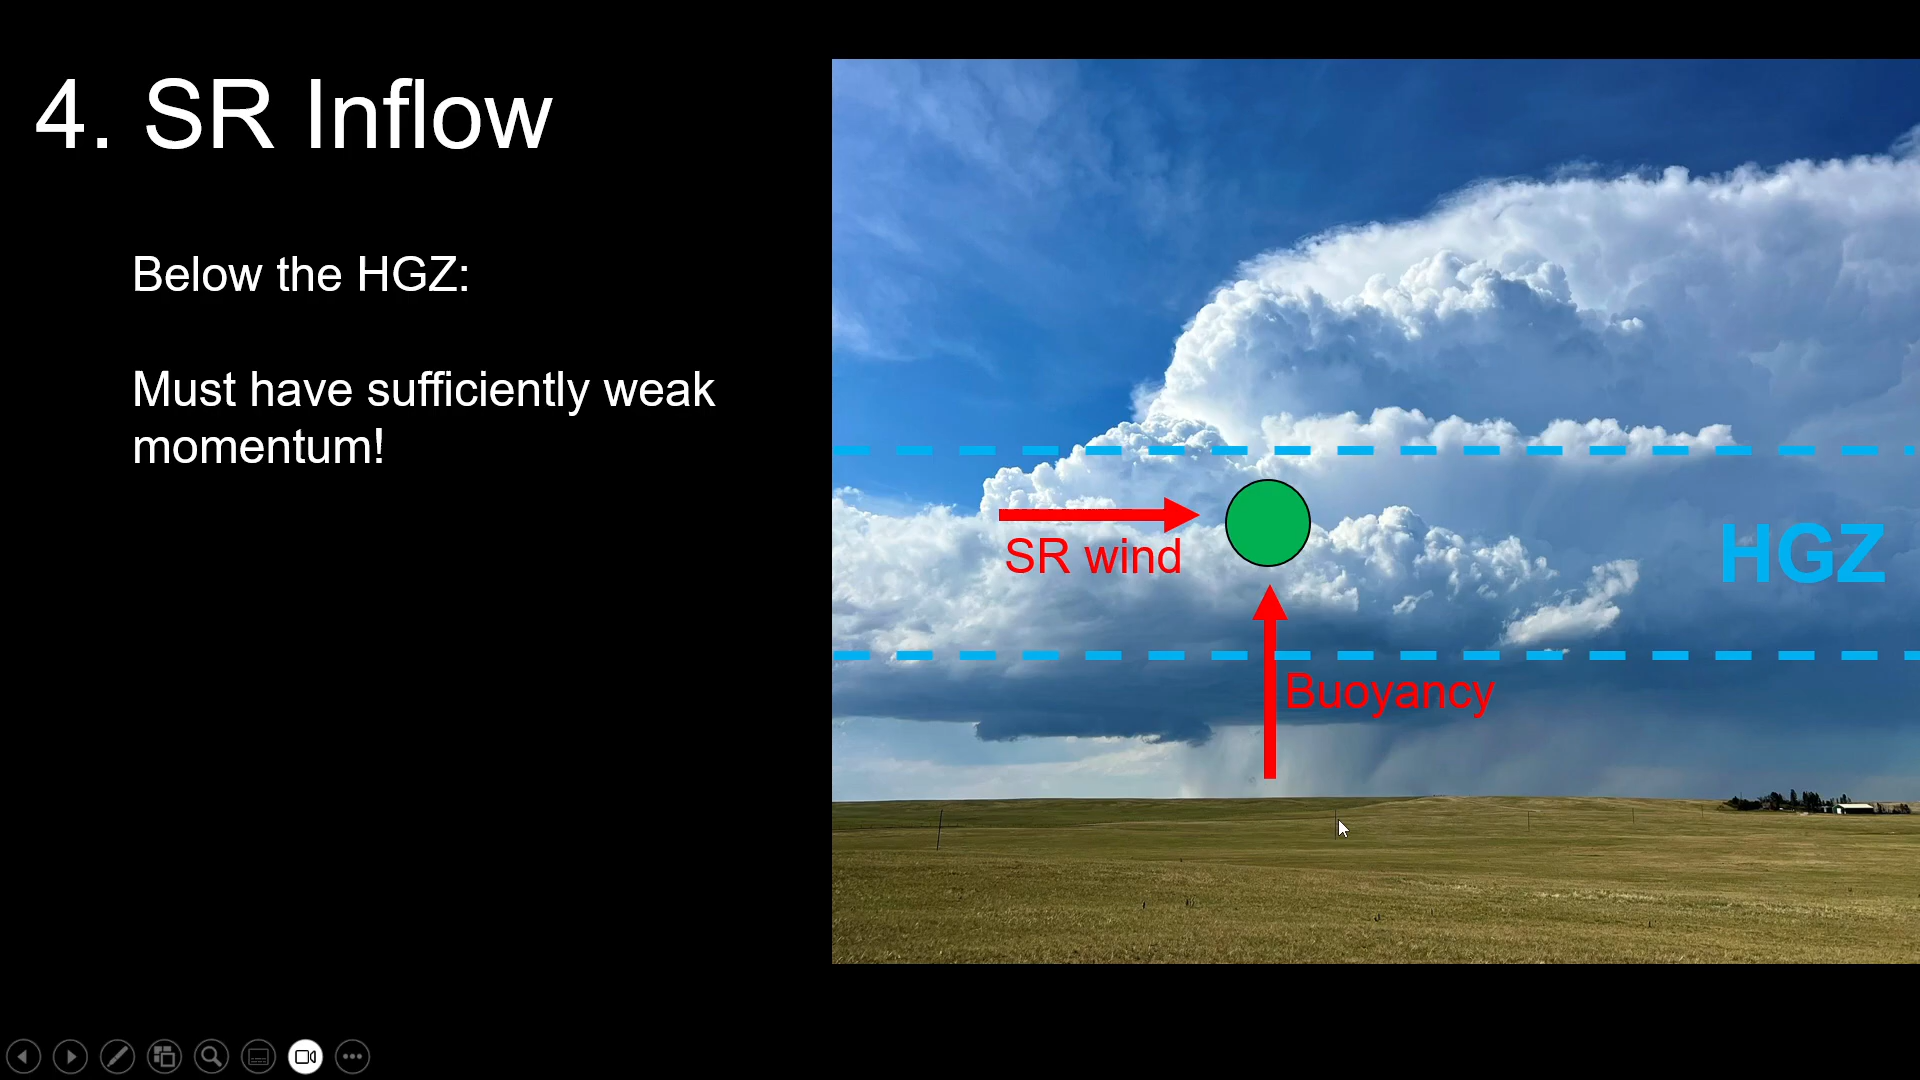 4. SR Inflow
Below the HGZ:
Must have sufficiently weak
momentum!
SR wind
HGZ
Buoyancy